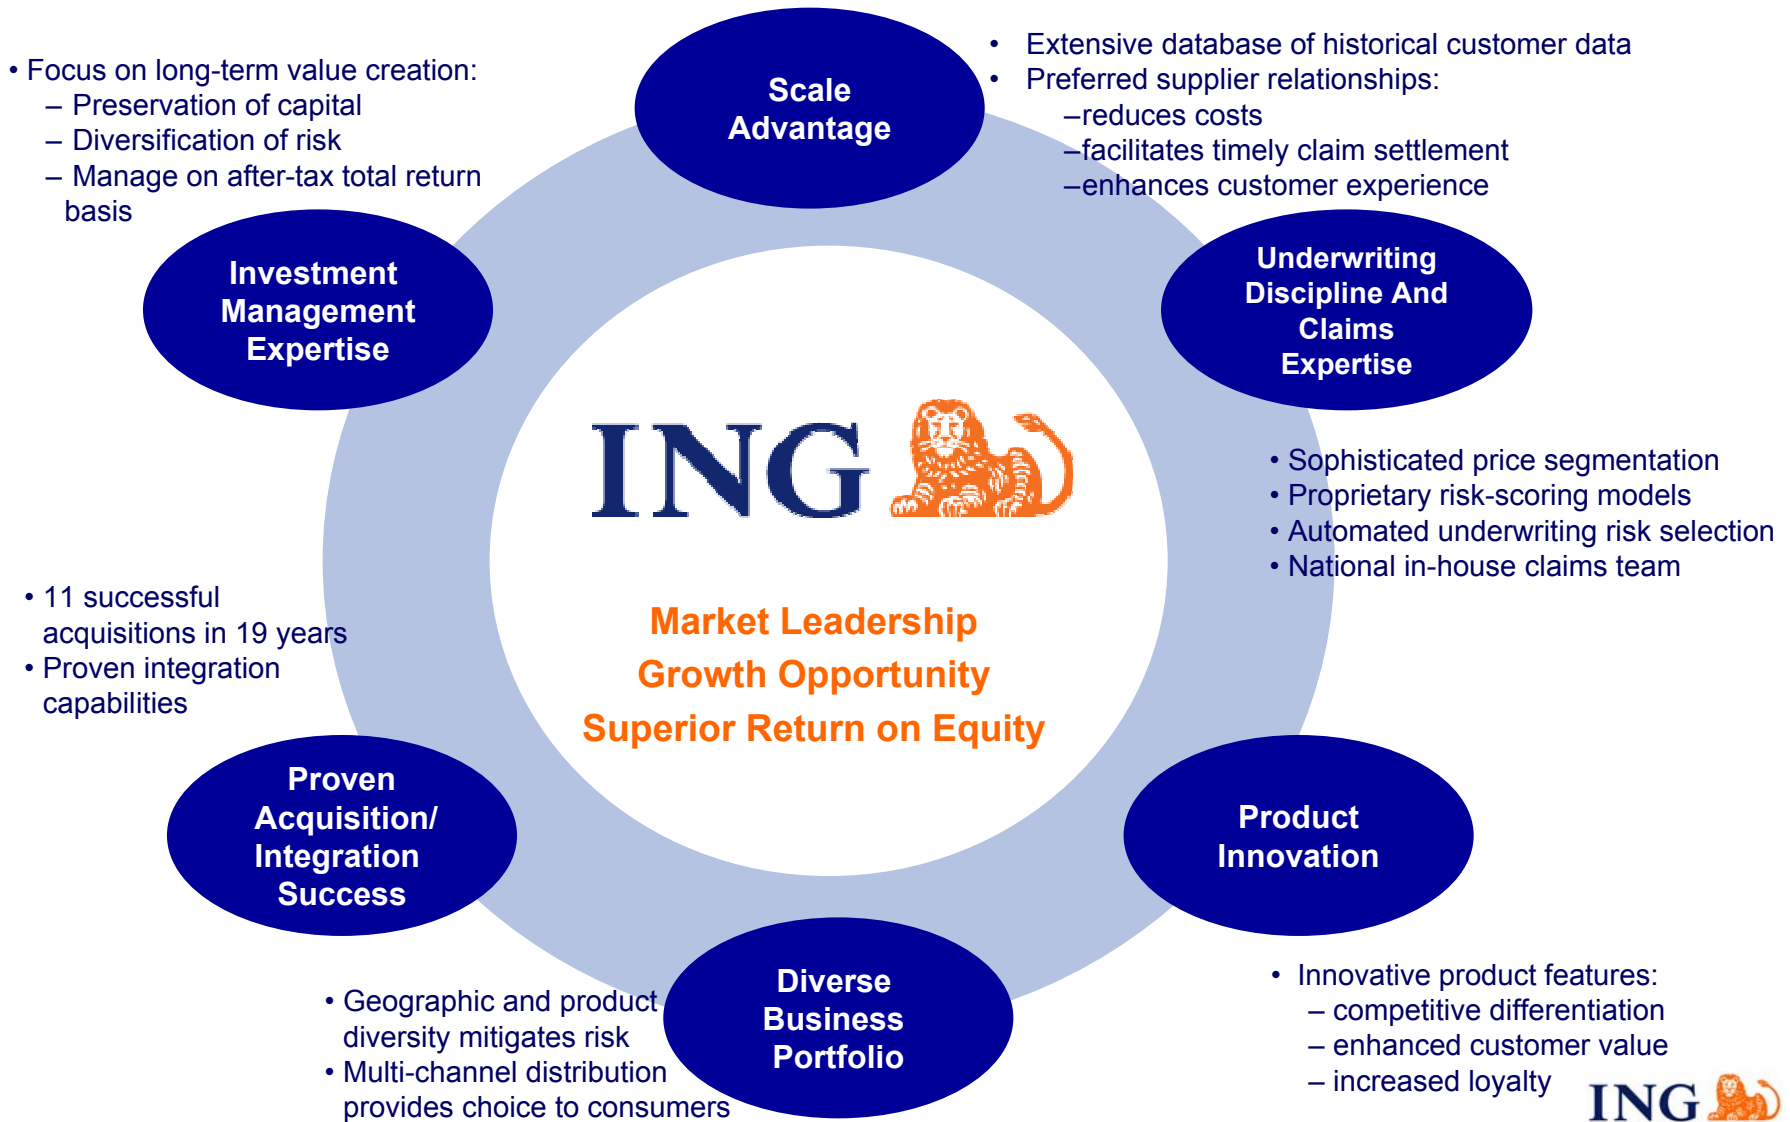 Scale
Advantage
• Extensive database of historical customer data
• Preferred supplier relationships:
–reduces costs
–facilitates timely claim settlement
–enhances customer experience
Underwriting
Discipline And
Claims
Expertise
• Sophisticated price segmentation
• Proprietary risk-scoring models
• Automated underwriting risk selection
• National in-house claims team
Product
Innovation
• Innovative product features:
– competitive differentiation
– enhanced customer value
– increased loyalty
Diverse
Business
Portfolio
• Geographic and product
diversity mitigates risk
• Multi-channel distribution
provides choice to consumers
Proven
Acquisition/
Integration
Success
• 11 successful
acquisitions in 19 years
• Proven integration
capabilities
Investment
Management
Expertise
• Focus on long-term value creation:
– Preservation of capital
– Diversification of risk
– Manage on after-tax total return
basis
ING
Market Leadership
Growth Opportunity
Superior Return on Equity
ING